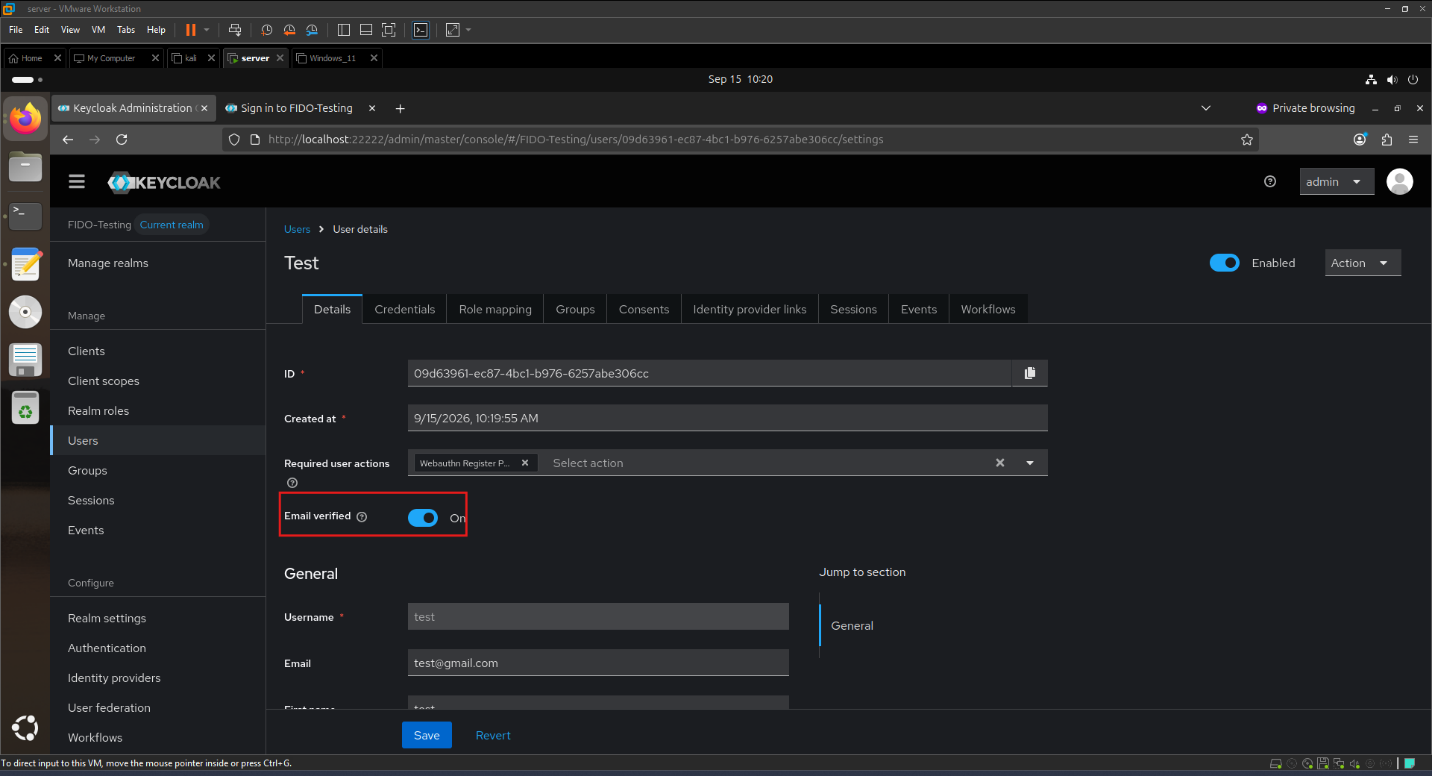 server - VMware Workstation
File Edit View VM Tabs Help
Home My Computer kali server Windows_11
Sep 15 10:20
Keycloak Administration Sign in to FIDO-Testing Private browsing
http://localhost:22222/admin/master/console/#/FIDO-Testing/users/09d63961-ec87-4bc1-b976-6257abe306cc/settings
KEYCLOAK admin
FIDO-Testing Current realm
Manage realms
Manage
Clients
Client scopes
Realm roles
Users
Groups
Sessions
Events
Configure
Realm settings
Authentication
Identity providers
User federation
Workflows
Users > User details
Test Enabled Action
Details Credentials Role mapping Groups Consents Identity provider links Sessions Events Workflows
ID * 09d63961-ec87-4bc1-b976-6257abe306cc
Created at * 9/15/2026, 10:19:55 AM
Required user actions Webauthn Register P... Select action
Email verified On
General
Username * test
Email test@gmail.com
First name test
Jump to section
General
Save Revert
To direct input to this VM, move the mouse pointer inside or press Ctrl+G.